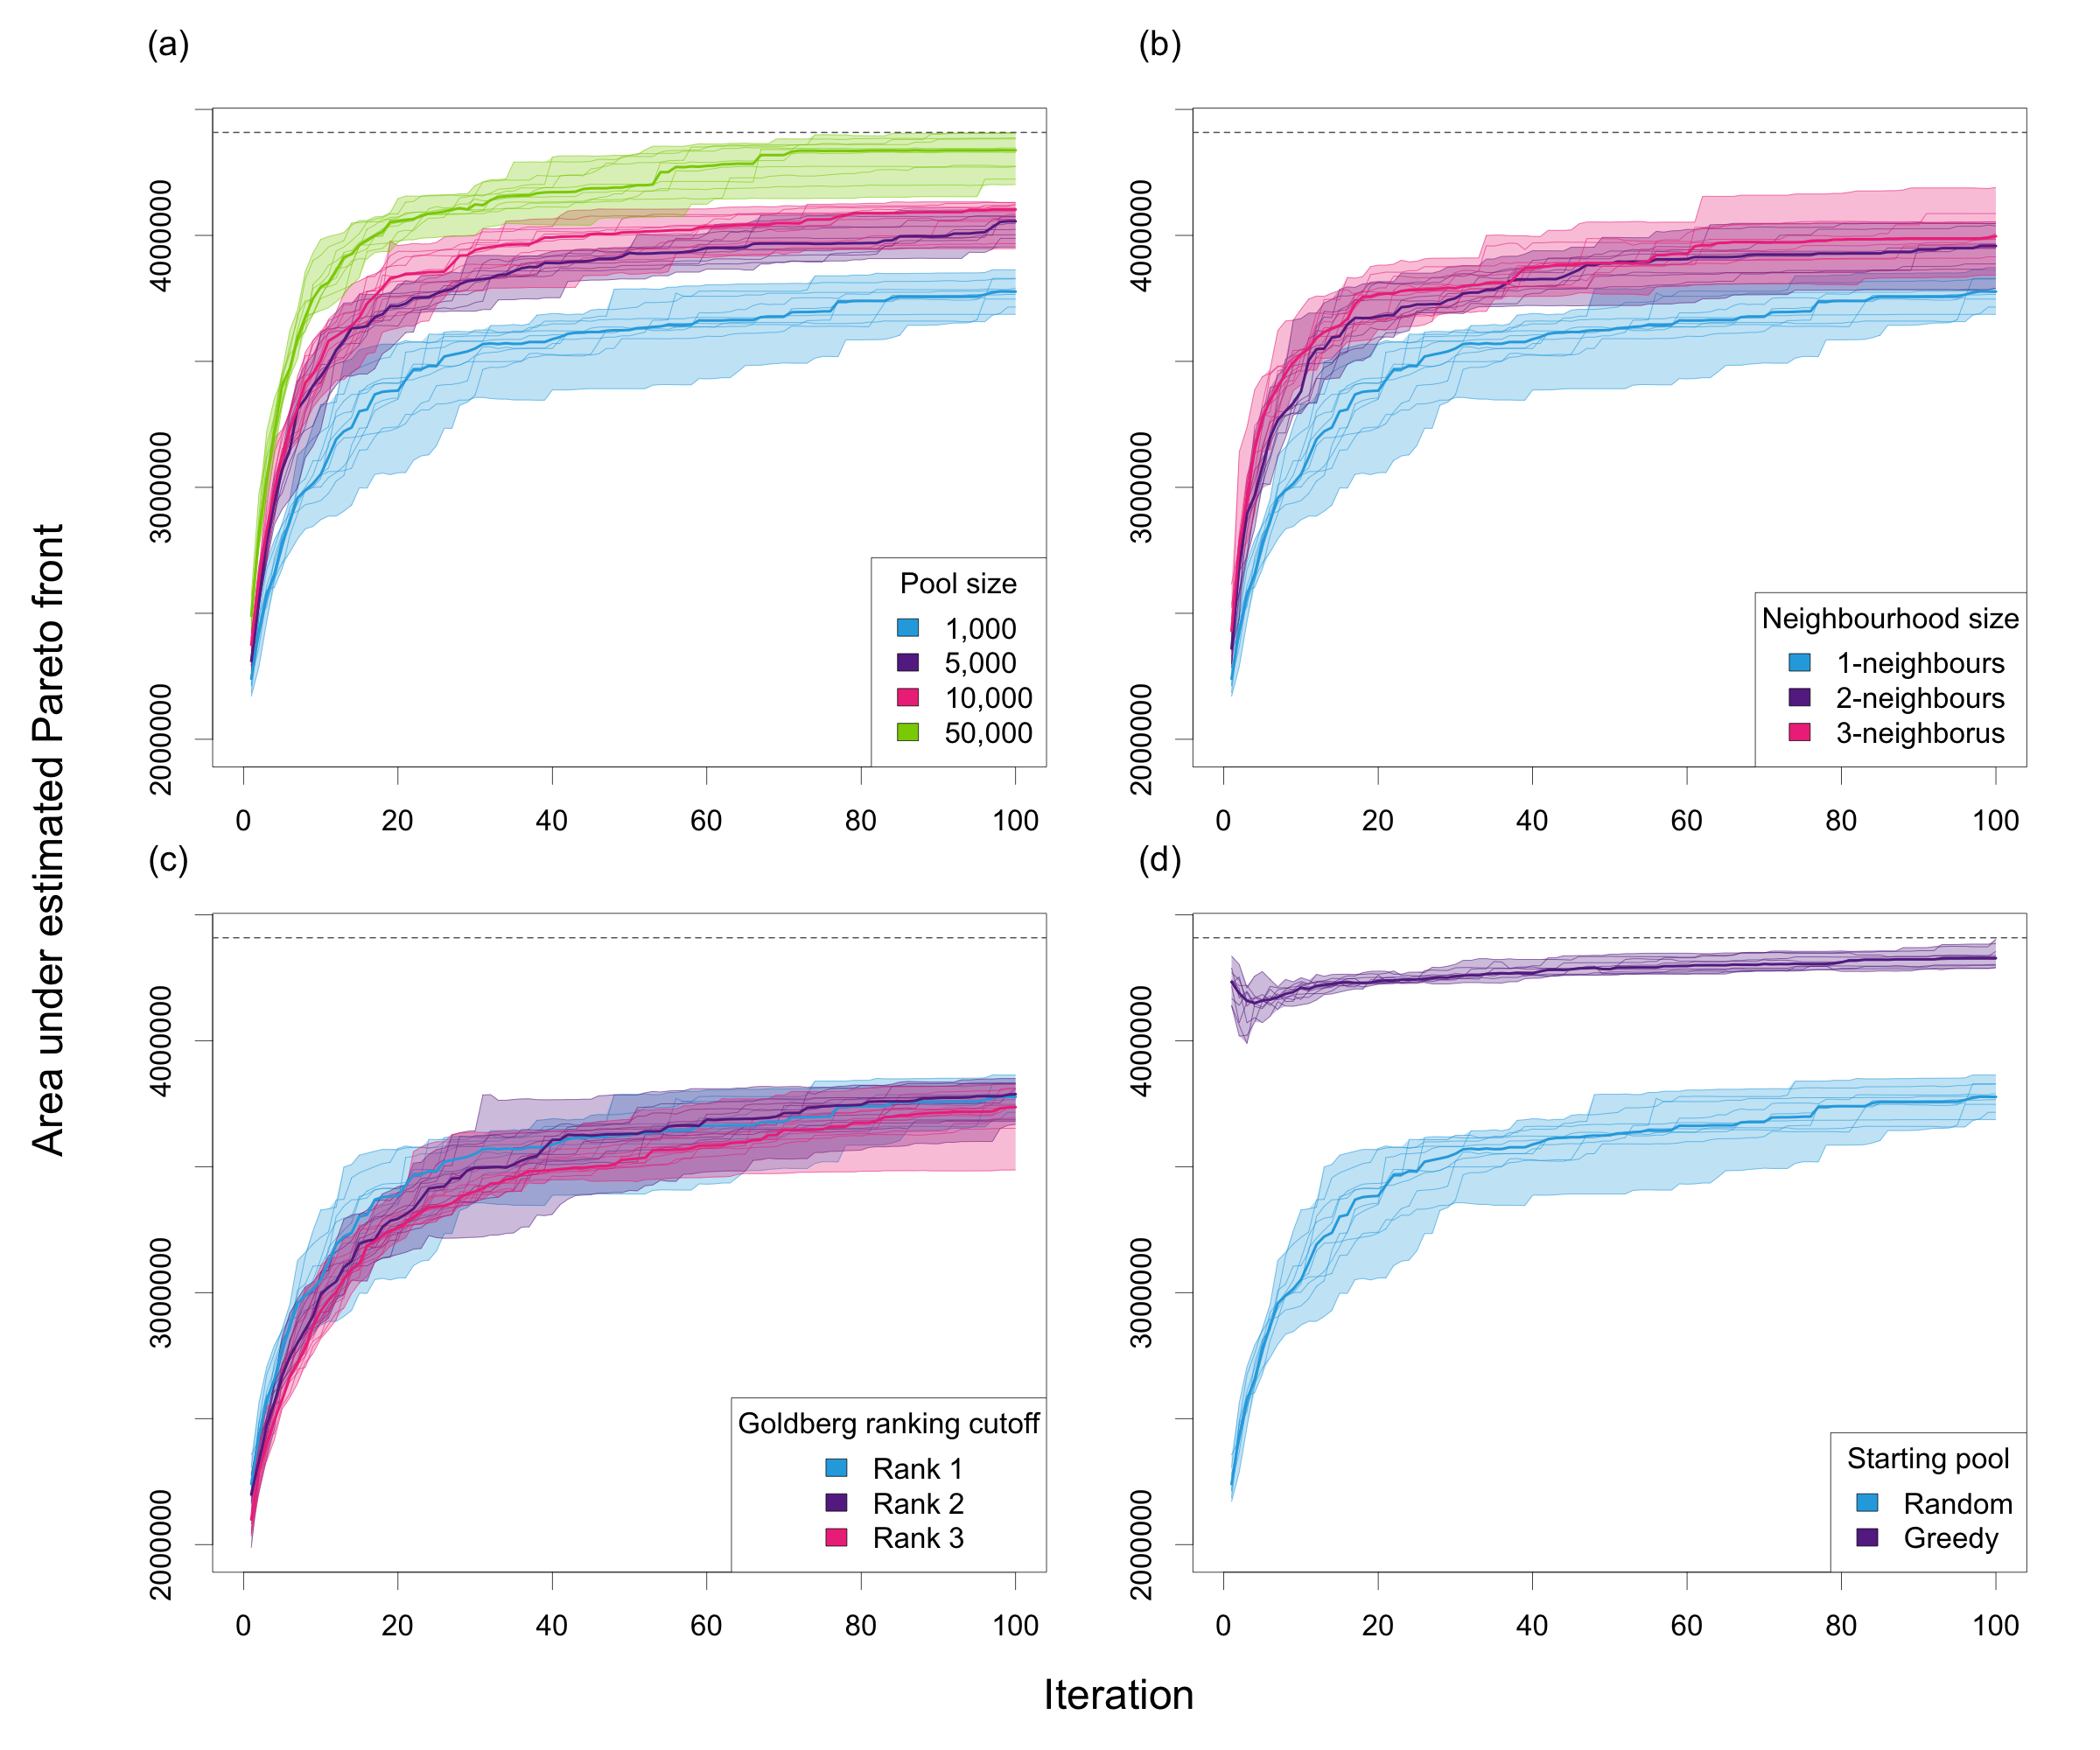 (a)
(b)
Area under estimated Pareto front
4000000
3000000
2000000
Pool size
1,000
5,000
10,000
50,000
0 20 40 60 80 100
4000000
3000000
2000000
Neighbourhood size
1-neighbours
2-neighbours
3-neighborus
0 20 40 60 80 100
(c)
(d)
4000000
3000000
2000000
Goldberg ranking cutoff
Rank 1
Rank 2
Rank 3
0 20 40 60 80 100
4000000
3000000
2000000
Starting pool
Random
Greedy
0 20 40 60 80 100
Iteration